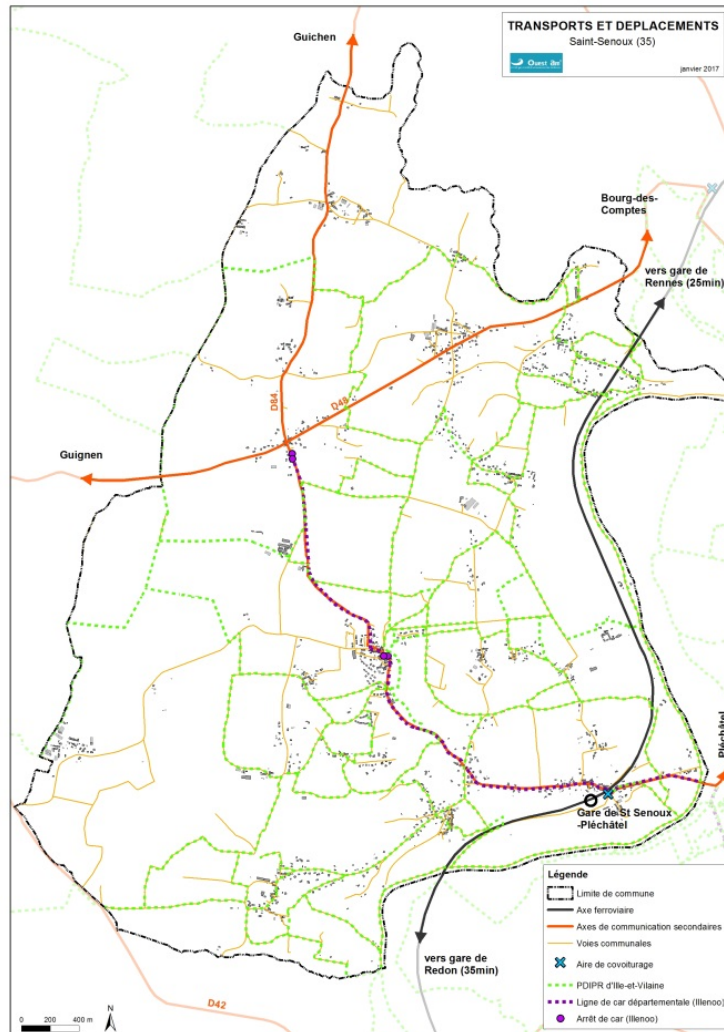 TRANSPORTS ET DEPLACEMENTS
Saint-Senoux (35)
Ouest am'
janvier 2017
Guichen
Bourg-des-
Comptes
vers gare de
Rennes (25min)
D84
D48
Guignen
Pléchâtel
Gare de St Senoux
-Pléchâtel
vers gare de
Redon (35min)
D42
0 200 400 m
N
Légende
Limite de commune
Axe ferroviaire
Axes de communication secondaires
Voies communales
Aire de covoiturage
PDIPR d'Ille-et-Vilaine
Ligne de car départementale (Illenoo)
Arrêt de car (Illenoo)